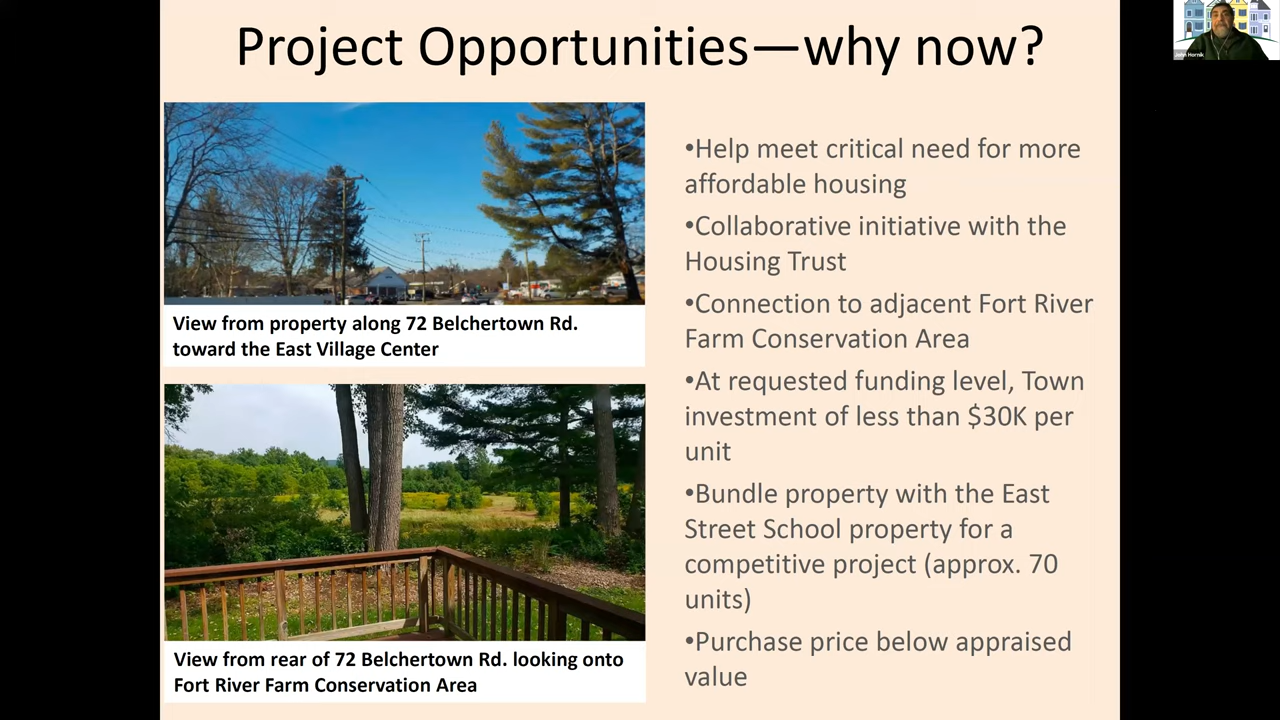 Project Opportunities—why now?
John Hornik
View from property along 72 Belchertown Rd.
toward the East Village Center
View from rear of 72 Belchertown Rd. looking onto
Fort River Farm Conservation Area
•Help meet critical need for more
affordable housing
•Collaborative initiative with the
Housing Trust
•Connection to adjacent Fort River
Farm Conservation Area
•At requested funding level, Town
investment of less than $30K per
unit
•Bundle property with the East
Street School property for a
competitive project (approx. 70
units)
•Purchase price below appraised
value